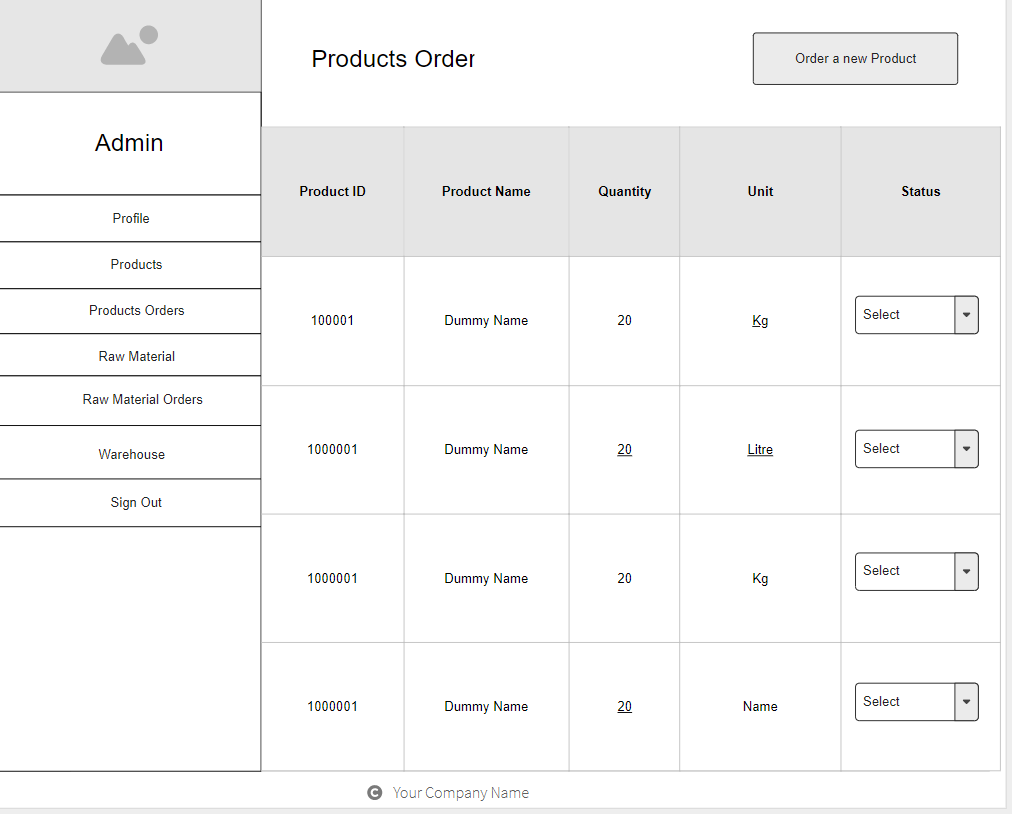 Products Order
Order a new Product
Admin
Profile
Products
Products Orders
Raw Material
Raw Material Orders
Warehouse
Sign Out
Product ID Product Name Quantity Unit Status
100001 Dummy Name 20 Kg Select
1000001 Dummy Name 20 Litre Select
1000001 Dummy Name 20 Kg Select
1000001 Dummy Name 20 Name Select
© Your Company Name